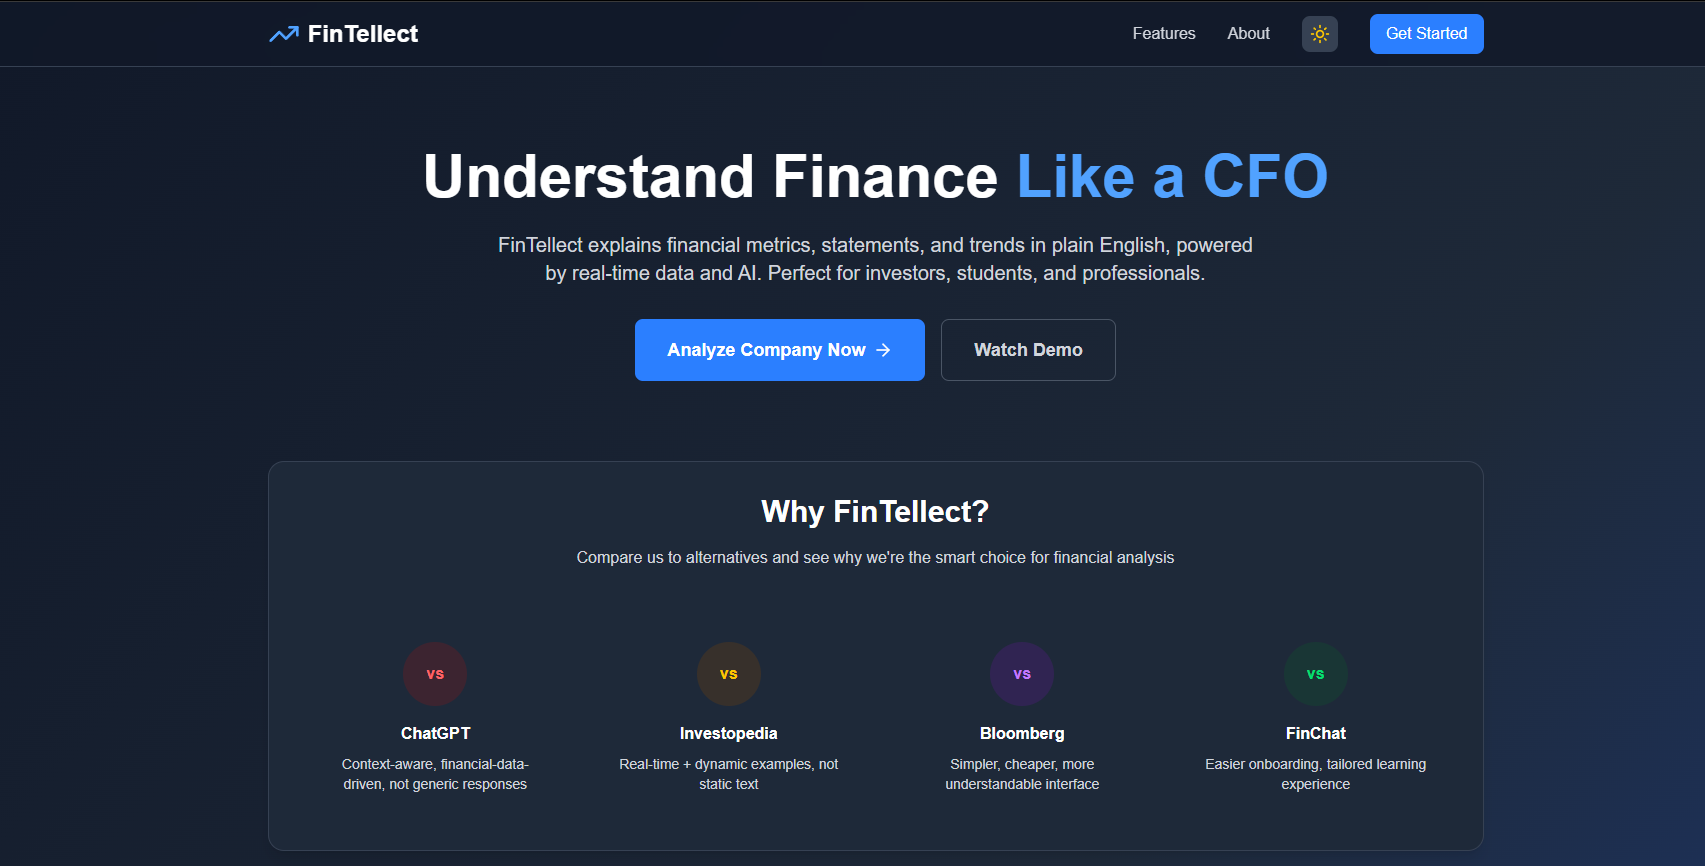 FinTellect
Features
About
Get Started
Understand Finance Like a CFO
FinTellect explains financial metrics, statements, and trends in plain English, powered
by real-time data and AI. Perfect for investors, students, and professionals.
Analyze Company Now →
Watch Demo
Why FinTellect?
Compare us to alternatives and see why we're the smart choice for financial analysis
vs
ChatGPT
Context-aware, financial-data-
driven, not generic responses
vs
Investopedia
Real-time + dynamic examples, not
static text
vs
Bloomberg
Simpler, cheaper, more
understandable interface
vs
FinChat
Easier onboarding, tailored learning
experience